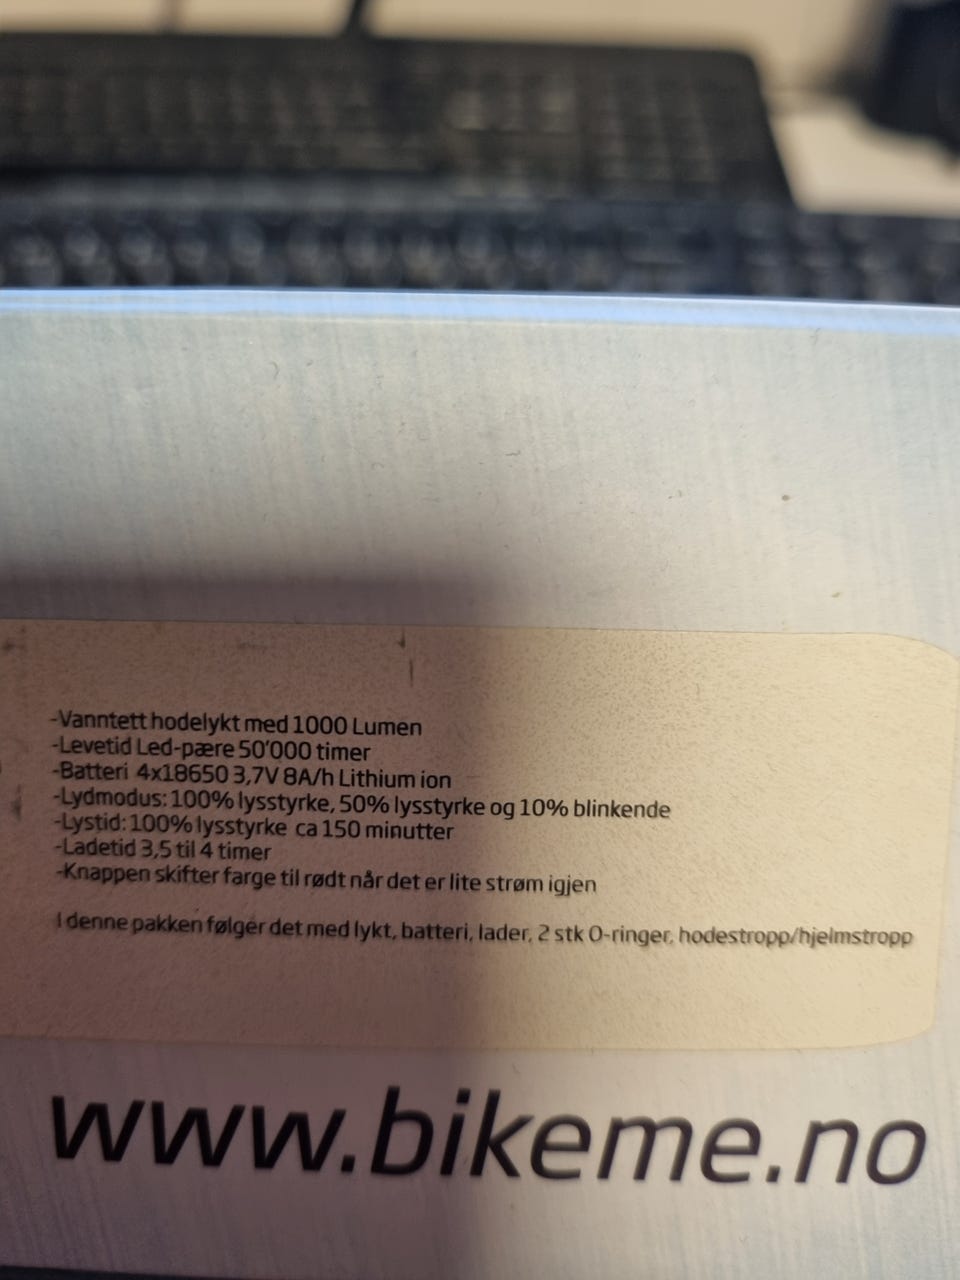 -Vanntett hodelykt med 1000 Lumen
-Levetid Led-pære 50'000 timer
-Batteri 4x18650 3,7V 8A/h Lithium ion
-Lydmodus: 100% lysstyrke, 50% lysstyrke og 10% blinkende
-Lystid: 100% lysstyrke ca 150 minutter
-Ladetid 3,5 til 4 timer
-Knappen skifter farge til rødt når det er lite strøm igjen
I denne pakken følger det med lykt, batteri, lader, 2 stk O-ringer, hodestropp/hjelmstropp
www.bikeme.no